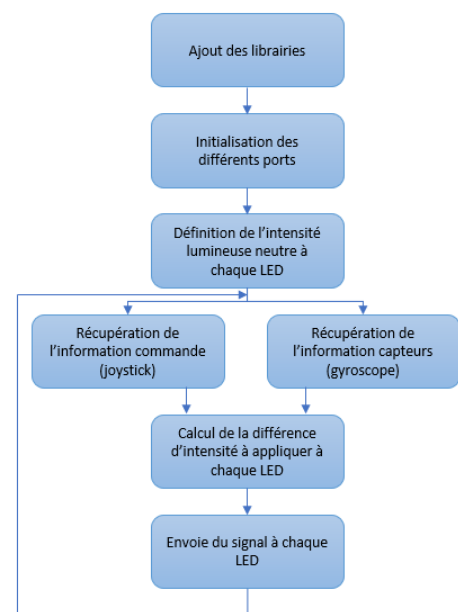 Ajout des librairies
Initialisation des
différents ports
Définition de l'intensité
lumineuse neutre à
chaque LED
Récupération de
l'information commande
(joystick)
Récupération de
l'information capteurs
(gyroscope)
Calcul de la différence
d'intensité à appliquer à
chaque LED
Envoie du signal à chaque
LED